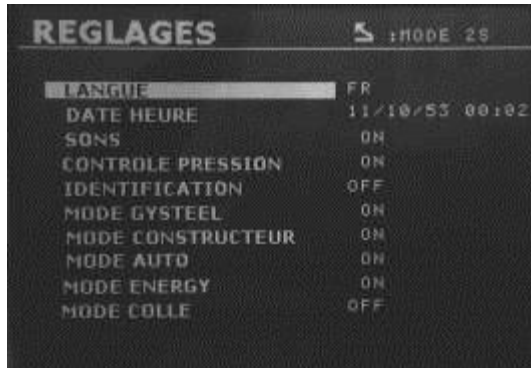 REGLAGES :MODE 2S
LANGUE FR
DATE HEURE 11/10/53 00:02
SONS ON
CONTROLE PRESSION ON
IDENTIFICATION OFF
MODE GYSTEEL ON
MODE CONSTRUCTEUR ON
MODE AUTO ON
MODE ENERGY ON
MODE COLLE OFF